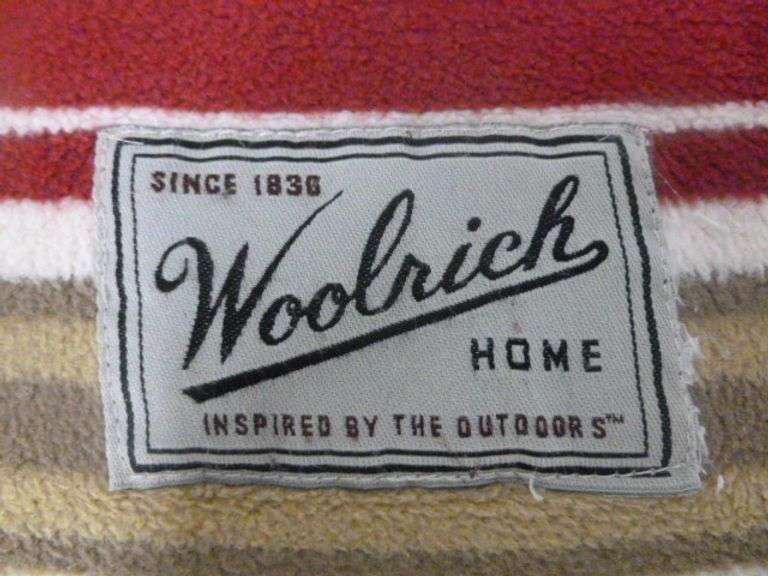 SINCE 1830
Woolrich
HOME
INSPIRED BY THE OUTDOORS™